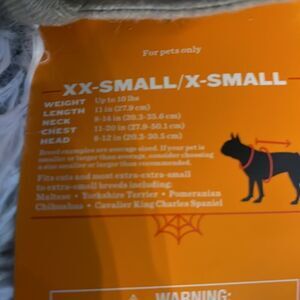 For pets only
XX-SMALL/X-SMALL
WEIGHT Up to 10 lbs
LENGTH 11 in (27.9 cm)
NECK 8-14 in (20.3-35.6 cm)
CHEST 11-20 in (27.9-50.1 cm)
HEAD 8-12 in (20.3-30.5 cm)
Breed examples are average sized. If your pet is
smaller or larger than average, consider choosing
a size smaller or larger than recommended.
Fits cats and most extra-extra-small
to extra-small breeds including:
Maltese • Yorkshire Terrier • Pomeranian
Chihuahua • Cavalier King Charles Spaniel
WARNING: